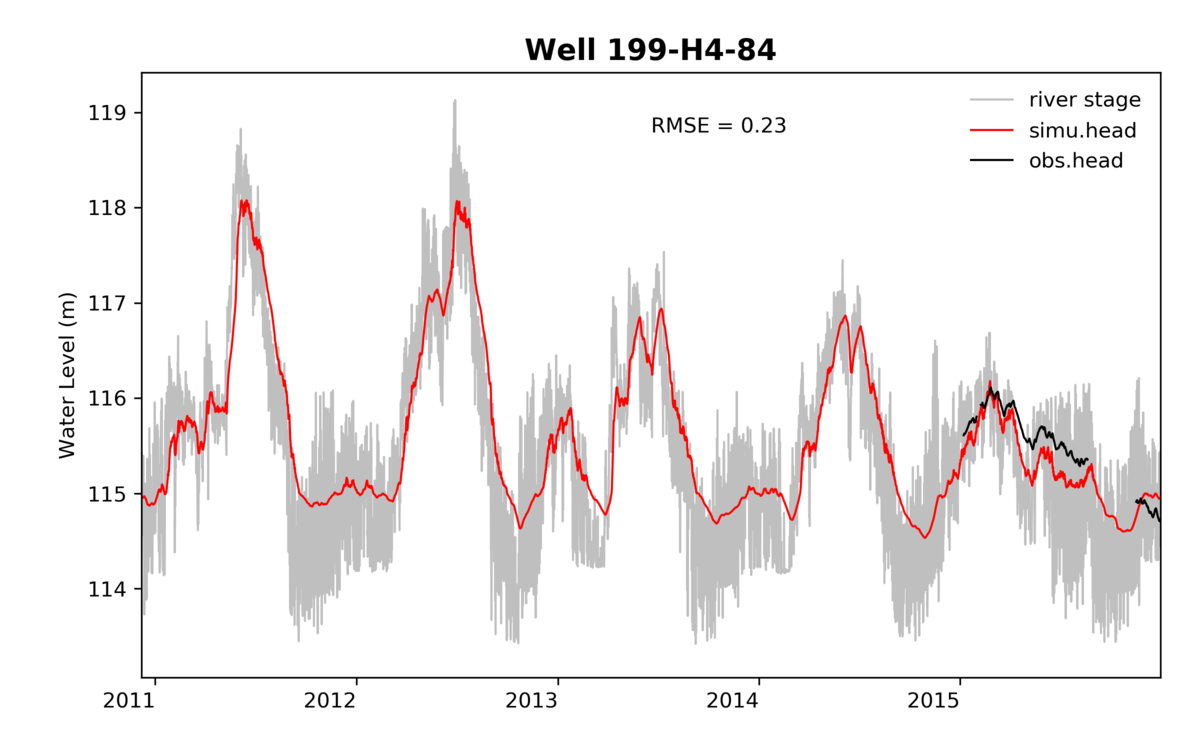 Well 199-H4-84
RMSE = 0.23
river stage
simu.head
obs.head
Water Level (m)
119
118
117
116
115
114
2011
2012
2013
2014
2015